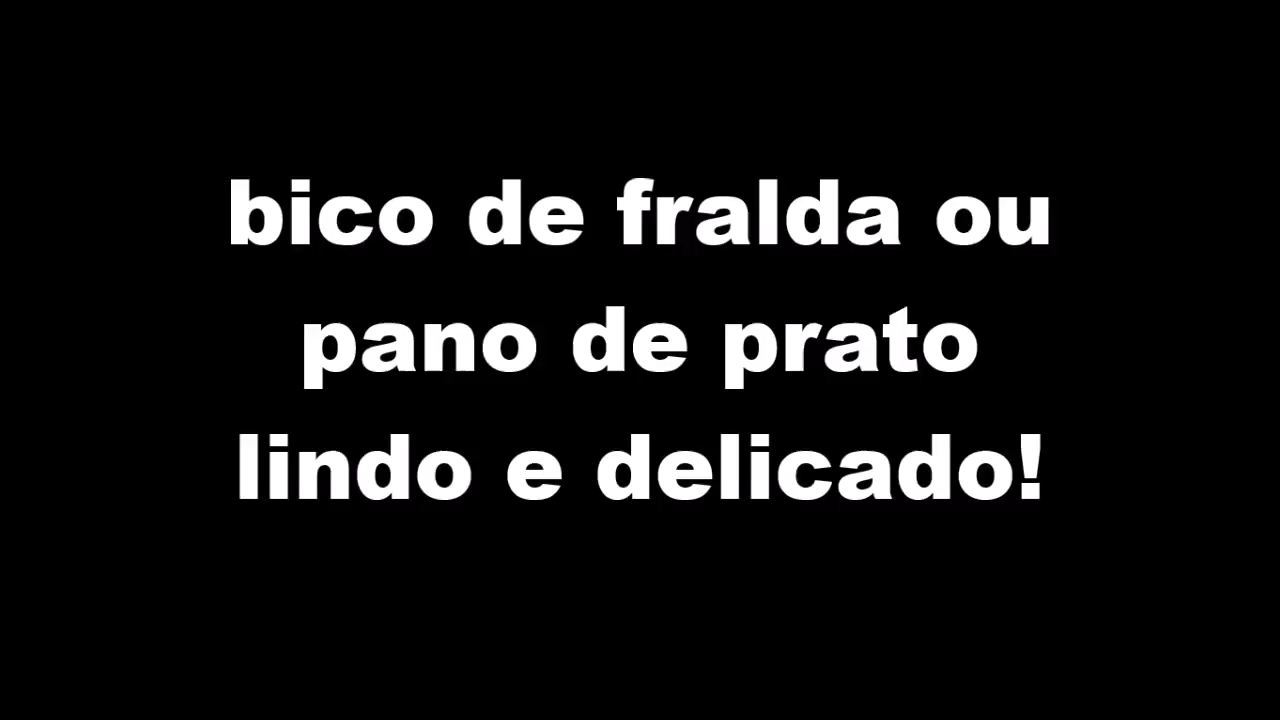 bico de fralda ou
pano de prato
lindo e delicado!